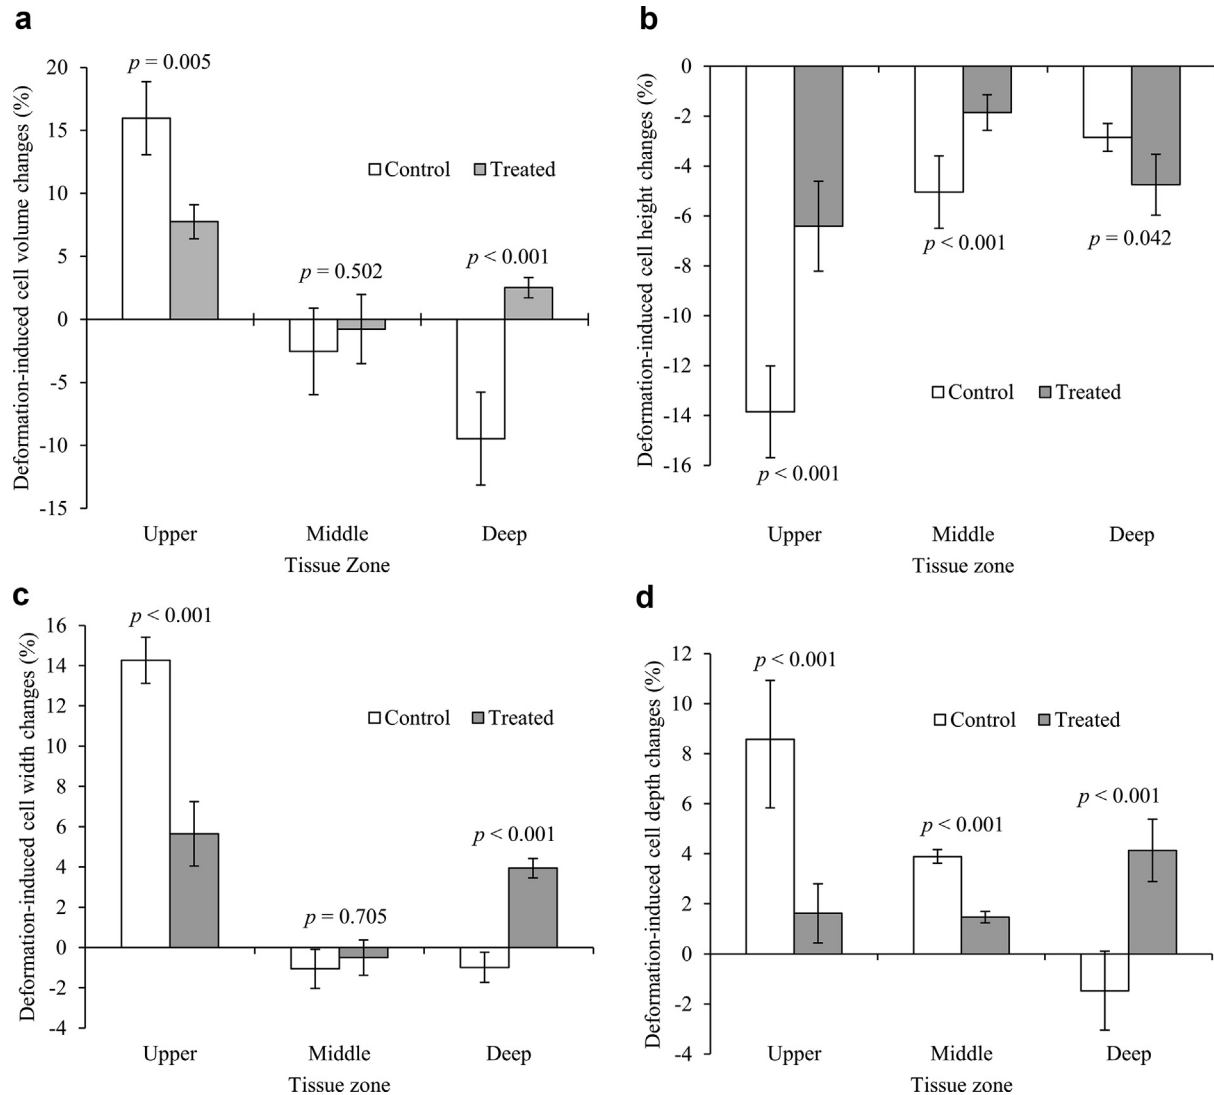 a
Deformation-induced cell volume changes (%)
20
15
10
5
0
-5
-10
-15
p = 0.005
p = 0.502
p < 0.001
Control Treated
Upper Middle Deep
Tissue Zone
b
Deformation-induced cell height changes (%)
0
-2
-4
-6
-8
-10
-12
-14
-16
p < 0.001
p < 0.001
p = 0.042
Control Treated
Upper Middle Deep
Tissue zone
c
Deformation-induced cell width changes (%)
16
14
12
10
8
6
4
2
0
-2
-4
p < 0.001
p = 0.705
p < 0.001
Control Treated
Upper Middle Deep
Tissue zone
d
Deformation-induced cell depth changes (%)
12
10
8
6
4
2
0
-2
-4
p < 0.001
p < 0.001
p < 0.001
Control Treated
Upper Middle Deep
Tissue zone